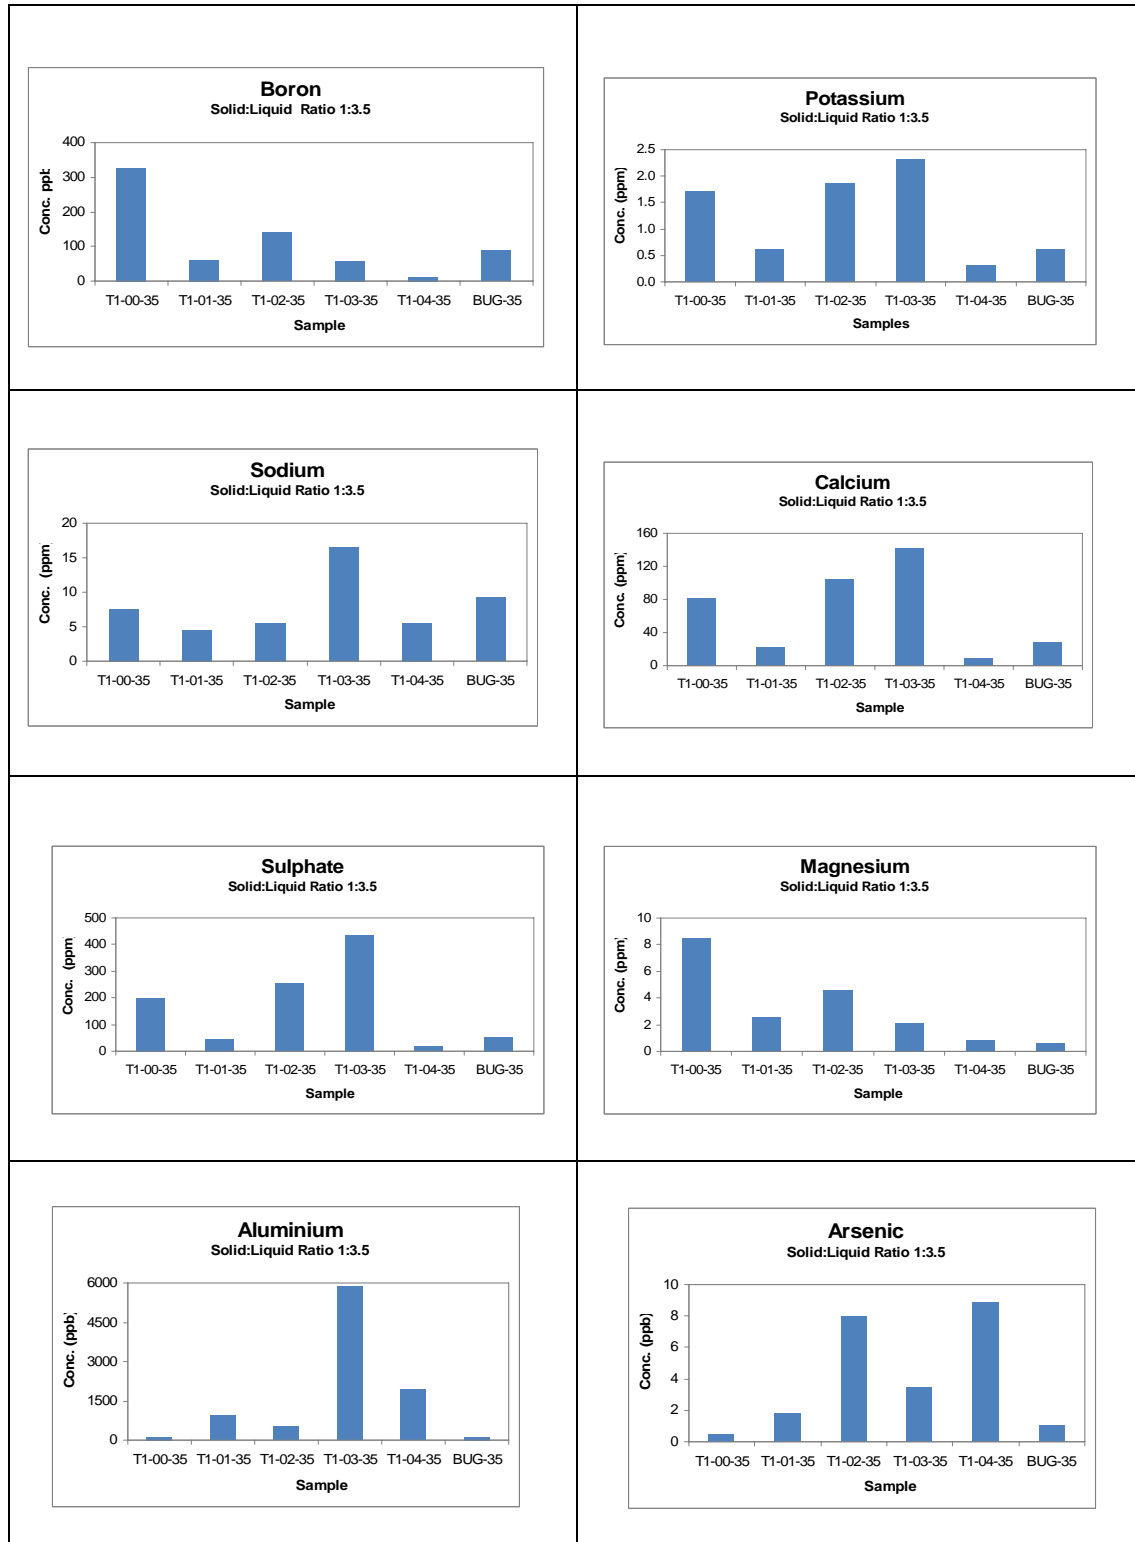 Boron
Solid:Liquid  Ratio 1:3.5
Conc. ppb
400
300
200
100
0
T1-00-35 T1-01-35 T1-02-35 T1-03-35 T1-04-35 BUG-35
Sample
Potassium
Solid:Liquid Ratio 1:3.5
Conc. (ppm)
2.5
2.0
1.5
1.0
0.5
0.0
T1-00-35 T1-01-35 T1-02-35 T1-03-35 T1-04-35 BUG-35
Samples
Sodium
Solid:Liquid Ratio 1:3.5
Conc. (ppm)
20
15
10
5
0
T1-00-35 T1-01-35 T1-02-35 T1-03-35 T1-04-35 BUG-35
Sample
Calcium
Solid:Liquid Ratio 1:3.5
Conc. (ppm)
160
120
80
40
0
T1-00-35 T1-01-35 T1-02-35 T1-03-35 T1-04-35 BUG-35
Sample
Sulphate
Solid:Liquid Ratio 1:3.5
Conc. (ppm)
500
400
300
200
100
0
T1-00-35 T1-01-35 T1-02-35 T1-03-35 T1-04-35 BUG-35
Sample
Magnesium
Solid:Liquid Ratio 1:3.5
Conc. (ppm)
10
8
6
4
2
0
T1-00-35 T1-01-35 T1-02-35 T1-03-35 T1-04-35 BUG-35
Sample
Aluminium
Solid:Liquid Ratio 1:3.5
Conc. (ppb)
6000
4500
3000
1500
0
T1-00-35 T1-01-35 T1-02-35 T1-03-35 T1-04-35 BUG-35
Sample
Arsenic
Solid:Liquid Ratio 1:3.5
Conc. (ppb)
10
8
6
4
2
0
T1-00-35 T1-01-35 T1-02-35 T1-03-35 T1-04-35 BUG-35
Sample